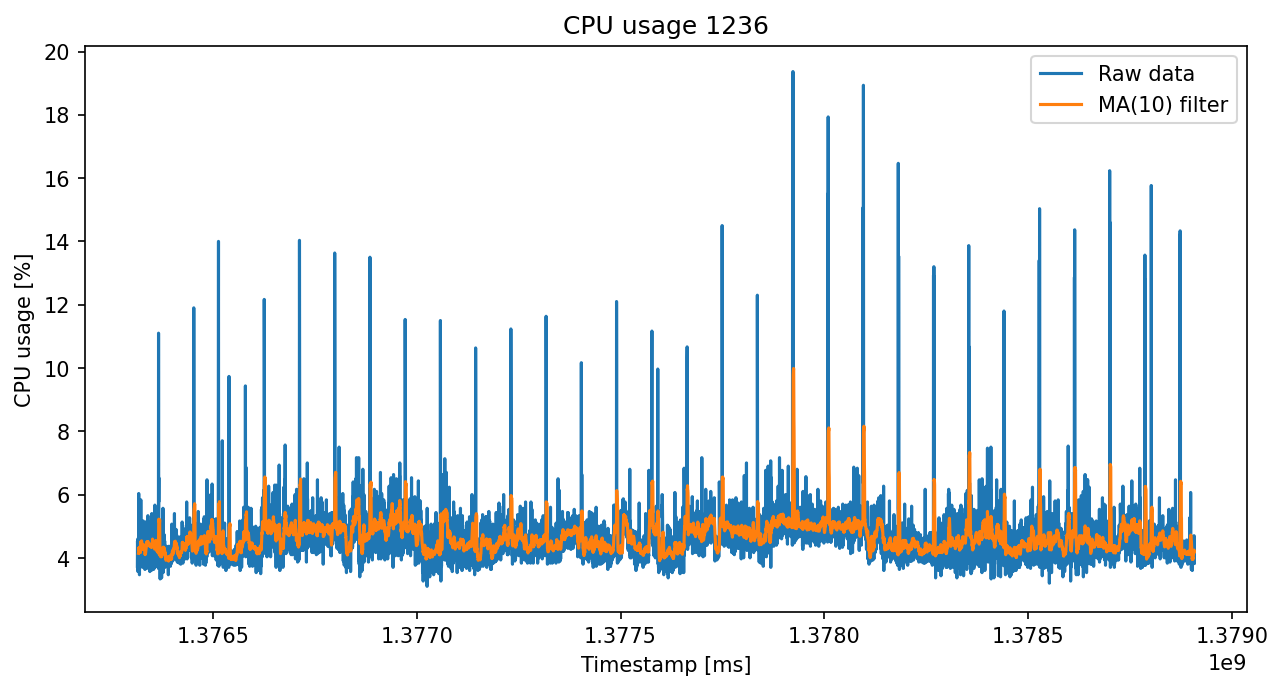 CPU usage 1236
Raw data
MA(10) filter
CPU usage [%]
20
18
16
14
12
10
8
6
4
1.3765 1.3770 1.3775 1.3780 1.3785 1.3790
1e9
Timestamp [ms]